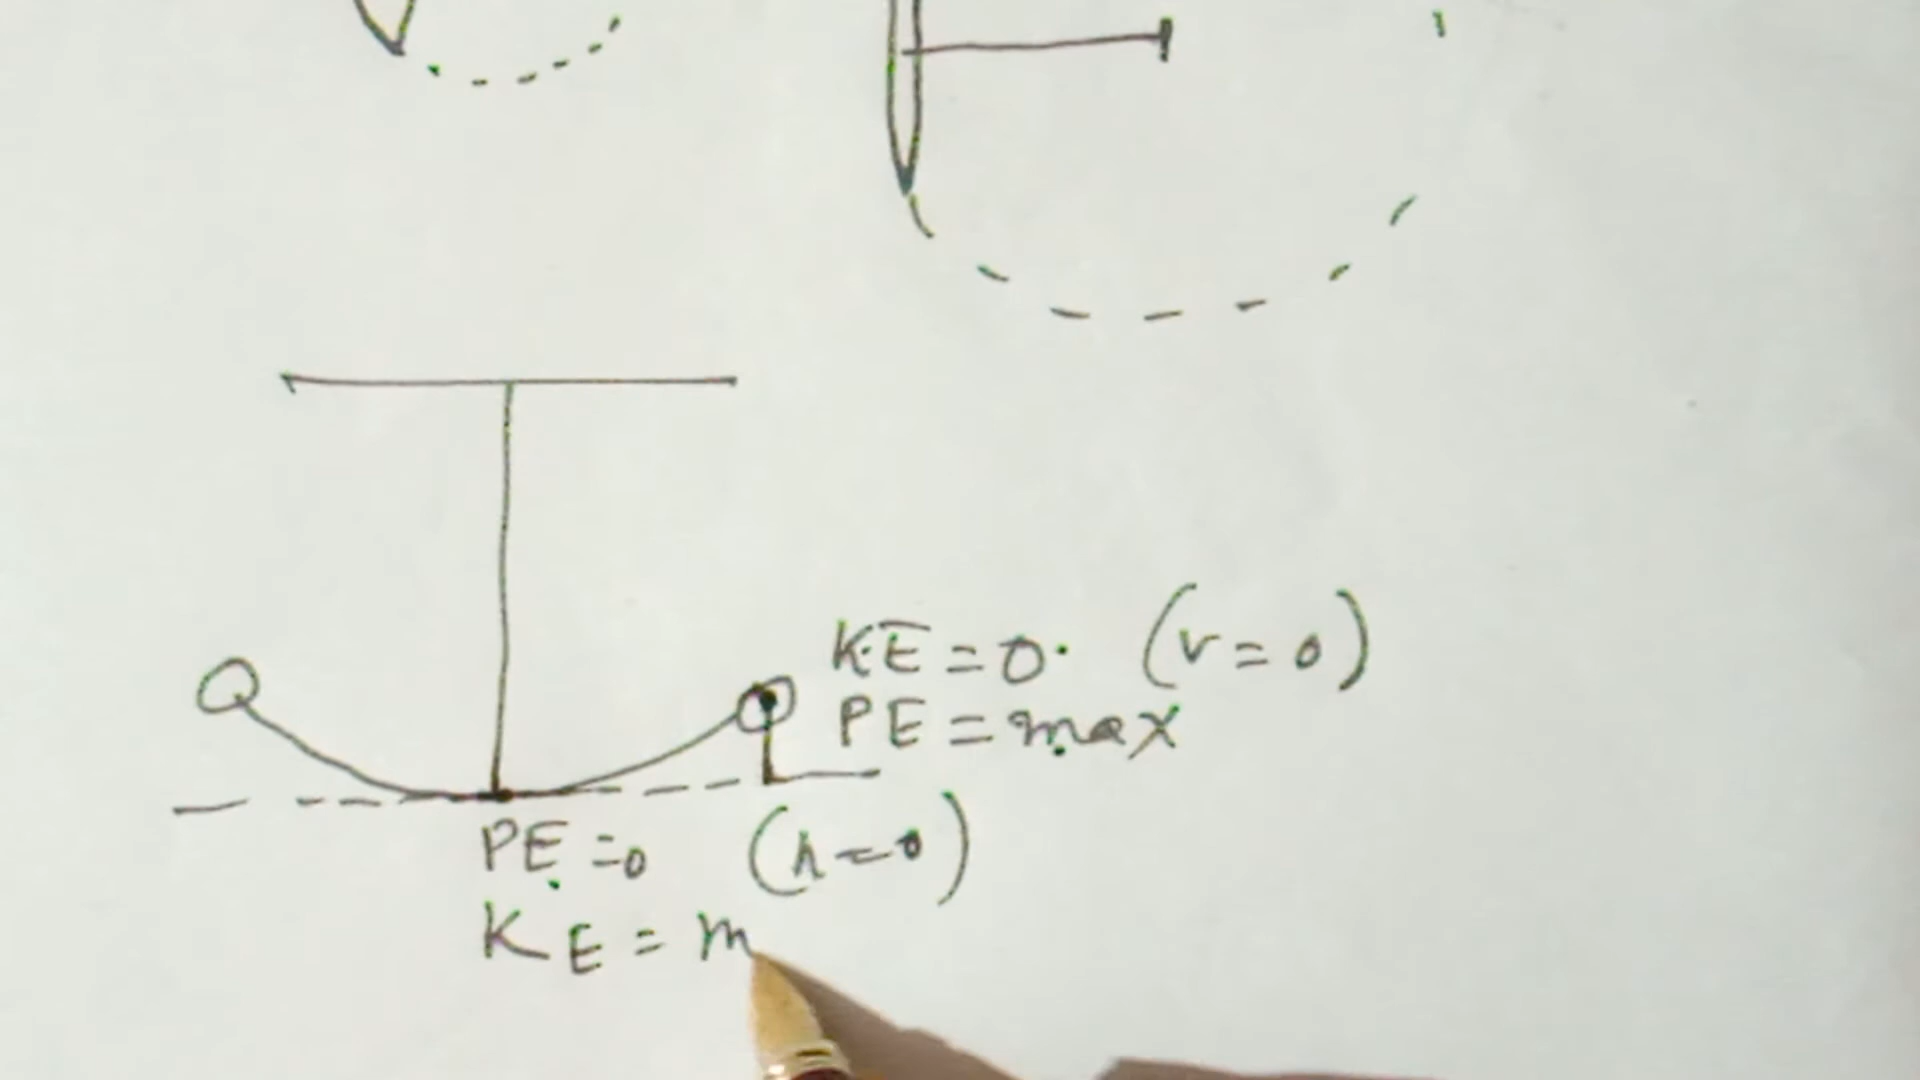 K.E = 0. (v = 0)
PE = max
PE = 0 (h = 0)
KE = m